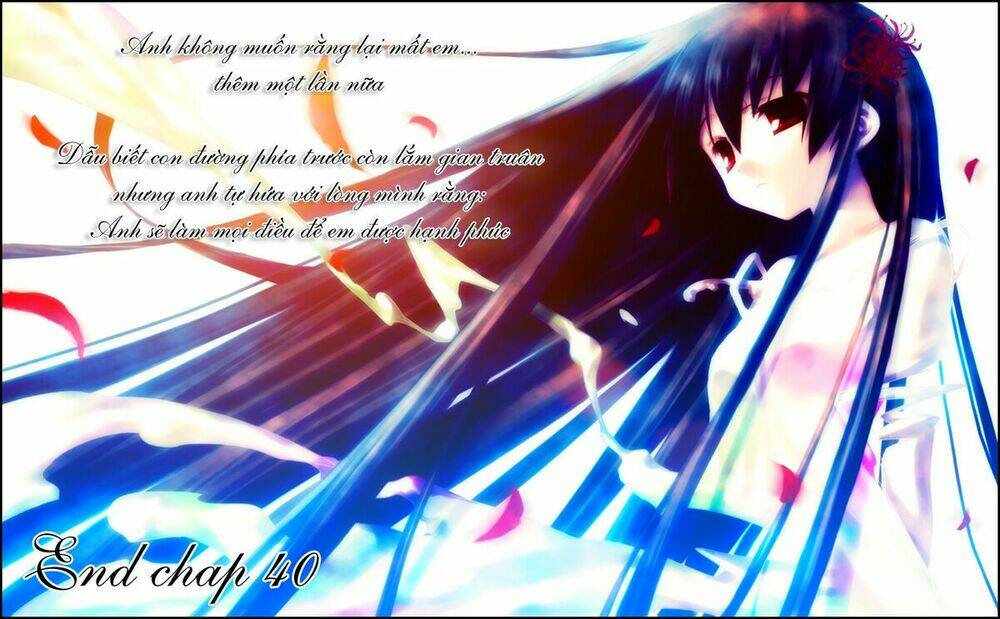 Anh không muốn rằng lại mất em...
thêm một lần nữa
Dẫu biết con đường phía trước còn lắm gian truân
nhưng anh tự hứa với lòng mình rằng:
Anh sẽ làm mọi điều để em được hạnh phúc
End chap 40